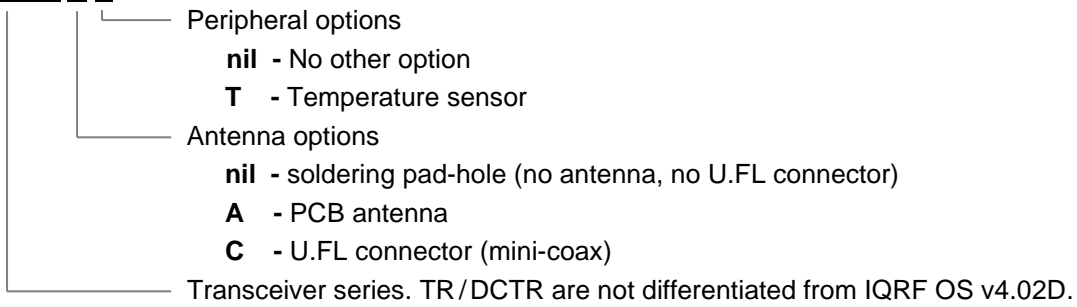 Peripheral options
nil - No other option
T - Temperature sensor
Antenna options
nil - soldering pad-hole (no antenna, no U.FL connector)
A - PCB antenna
C - U.FL connector (mini-coax)
Transceiver series. TR/DCTR are not differentiated from IQRF OS v4.02D.